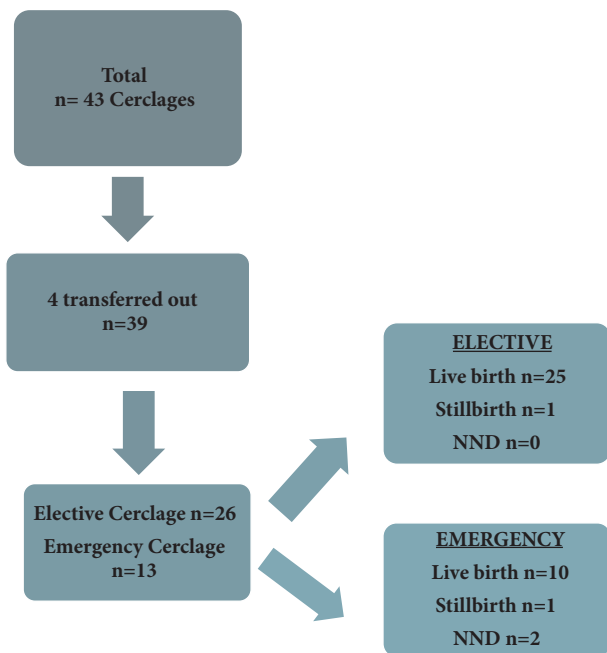 Total
n= 43 Cerclages
4 transferred out
n=39
Elective Cerclage n=26
Emergency Cerclage
n=13
ELECTIVE
Live birth n=25
Stillbirth n=1
NND n=0
EMERGENCY
Live birth n=10
Stillbirth n=1
NND n=2